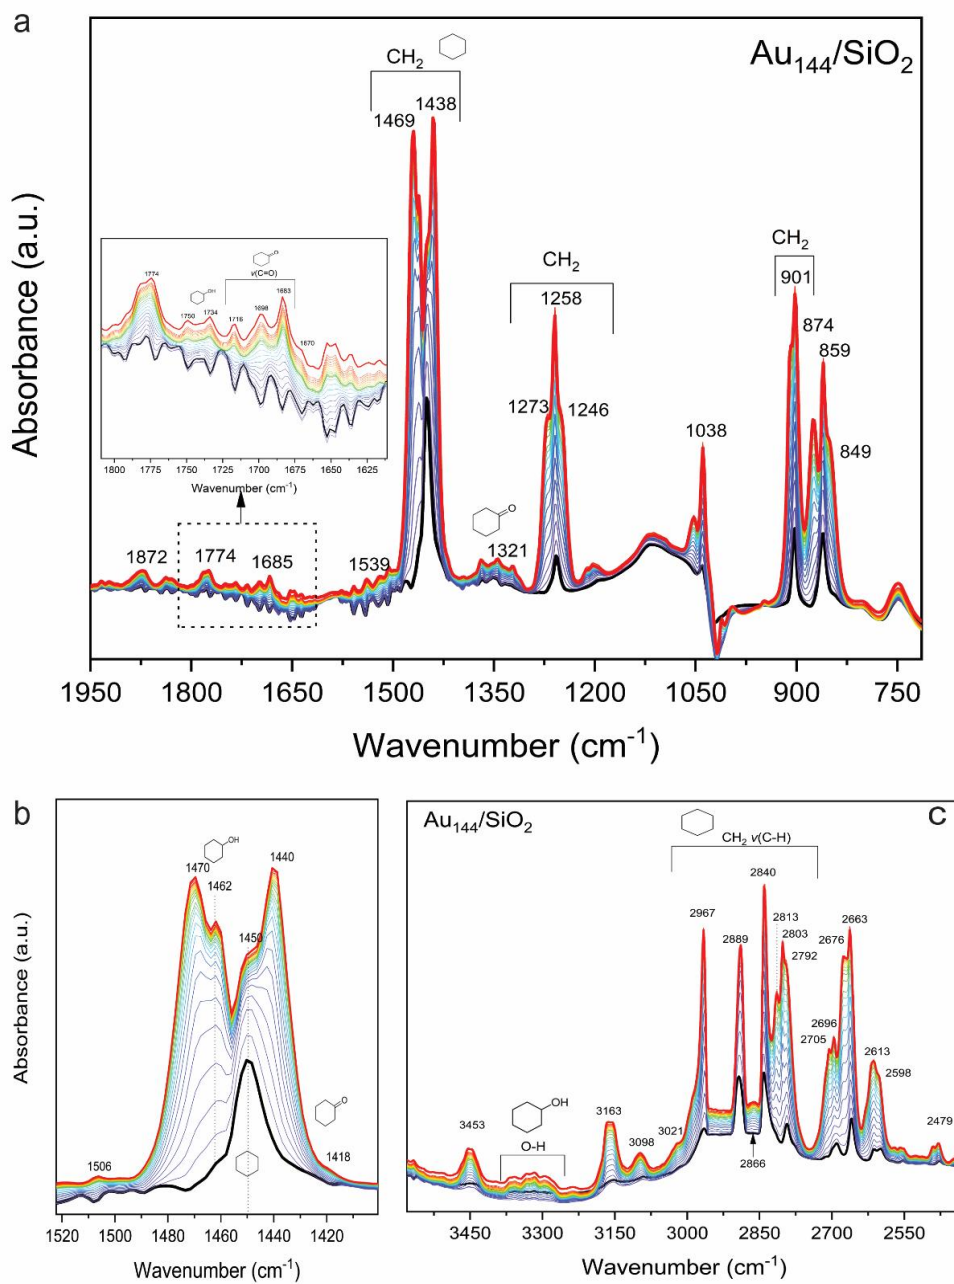 a
Au144/SiO2
CH2
1438
1469
CH2
1258
1273
1246
CH2
901
874
859
849
1038
O
1321
1539
1872
1774
1685
Absorbance (a.u.)
1950 1800 1650 1500 1350 1200 1050 900 750
Wavenumber (cm-1)
O
ν(C=O)
OH
1774
1750
1734
1716
1698
1683
1670
1800 1775 1750 1725 1700 1675 1650 1625
Wavenumber (cm-1)
b
OH
1470
1462
1440
1450
O
1506
1418
Absorbance (a.u.)
1520 1500 1480 1460 1440 1420
Wavenumber (cm-1)
c
Au144/SiO2
CH2 ν(C-H)
2840
2967
2889
2813
2803
2792
2676
2663
2696
2705
2613
2598
2479
OH
O-H
3453
3163
3098
3021
2866
3450 3300 3150 3000 2850 2700 2550
Wavenumber (cm-1)